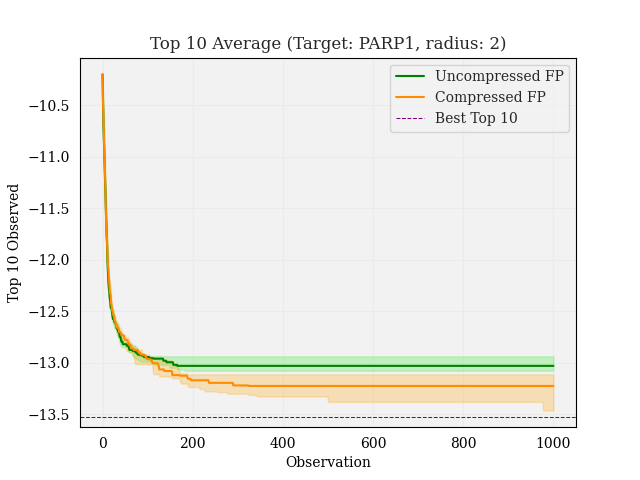 Top 10 Average (Target: PARP1, radius: 2)
Uncompressed FP
Compressed FP
Best Top 10
Top 10 Observed
−10.5
−11.0
−11.5
−12.0
−12.5
−13.0
−13.5
0
200
400
600
800
1000
Observation